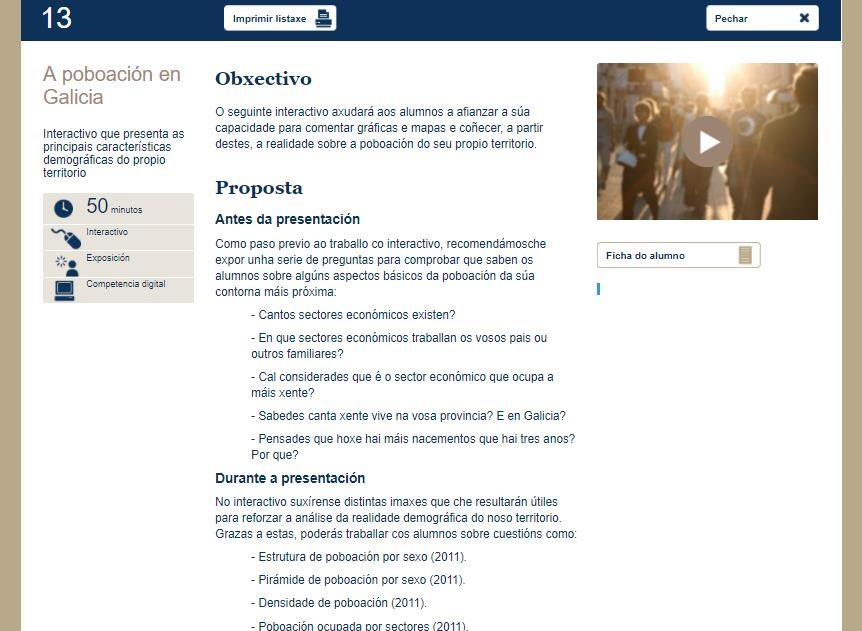 13
Imprimir listaxe
Pechar
A poboación en
Galicia
Interactivo que presenta as
principais características
demográficas do propio
territorio
50 minutos
Interactivo
Exposición
Competencia digital
Obxectivo
O seguinte interactivo axudará aos alumnos a afianzar a súa
capacidade para comentar gráficas e mapas e coñecer, a partir
destes, a realidade sobre a poboación do seu propio territorio.
Proposta
Antes da presentación
Como paso previo ao traballo co interactivo, recomendámosche
expor unha serie de preguntas para comprobar que saben os
alumnos sobre algúns aspectos básicos da poboación da súa
contorna máis próxima:
- Cantos sectores económicos existen?
- En que sectores económicos traballan os vosos pais ou
outros familiares?
- Cal considerades que é o sector económico que ocupa a
máis xente?
- Sabedes canta xente vive na vosa provincia? E en Galicia?
- Pensades que hoxe hai máis nacementos que hai tres anos?
Por que?
Durante a presentación
No interactivo suxírense distintas imaxes que che resultarán útiles
para reforzar a análise da realidade demográfica do noso territorio.
Grazas a estas, poderás traballar cos alumnos sobre cuestións como:
- Estrutura de poboación por sexo (2011).
- Pirámide de poboación por sexo (2011).
- Densidade de poboación (2011).
- Poboación ocupada por sectores (2011).
Ficha do alumno